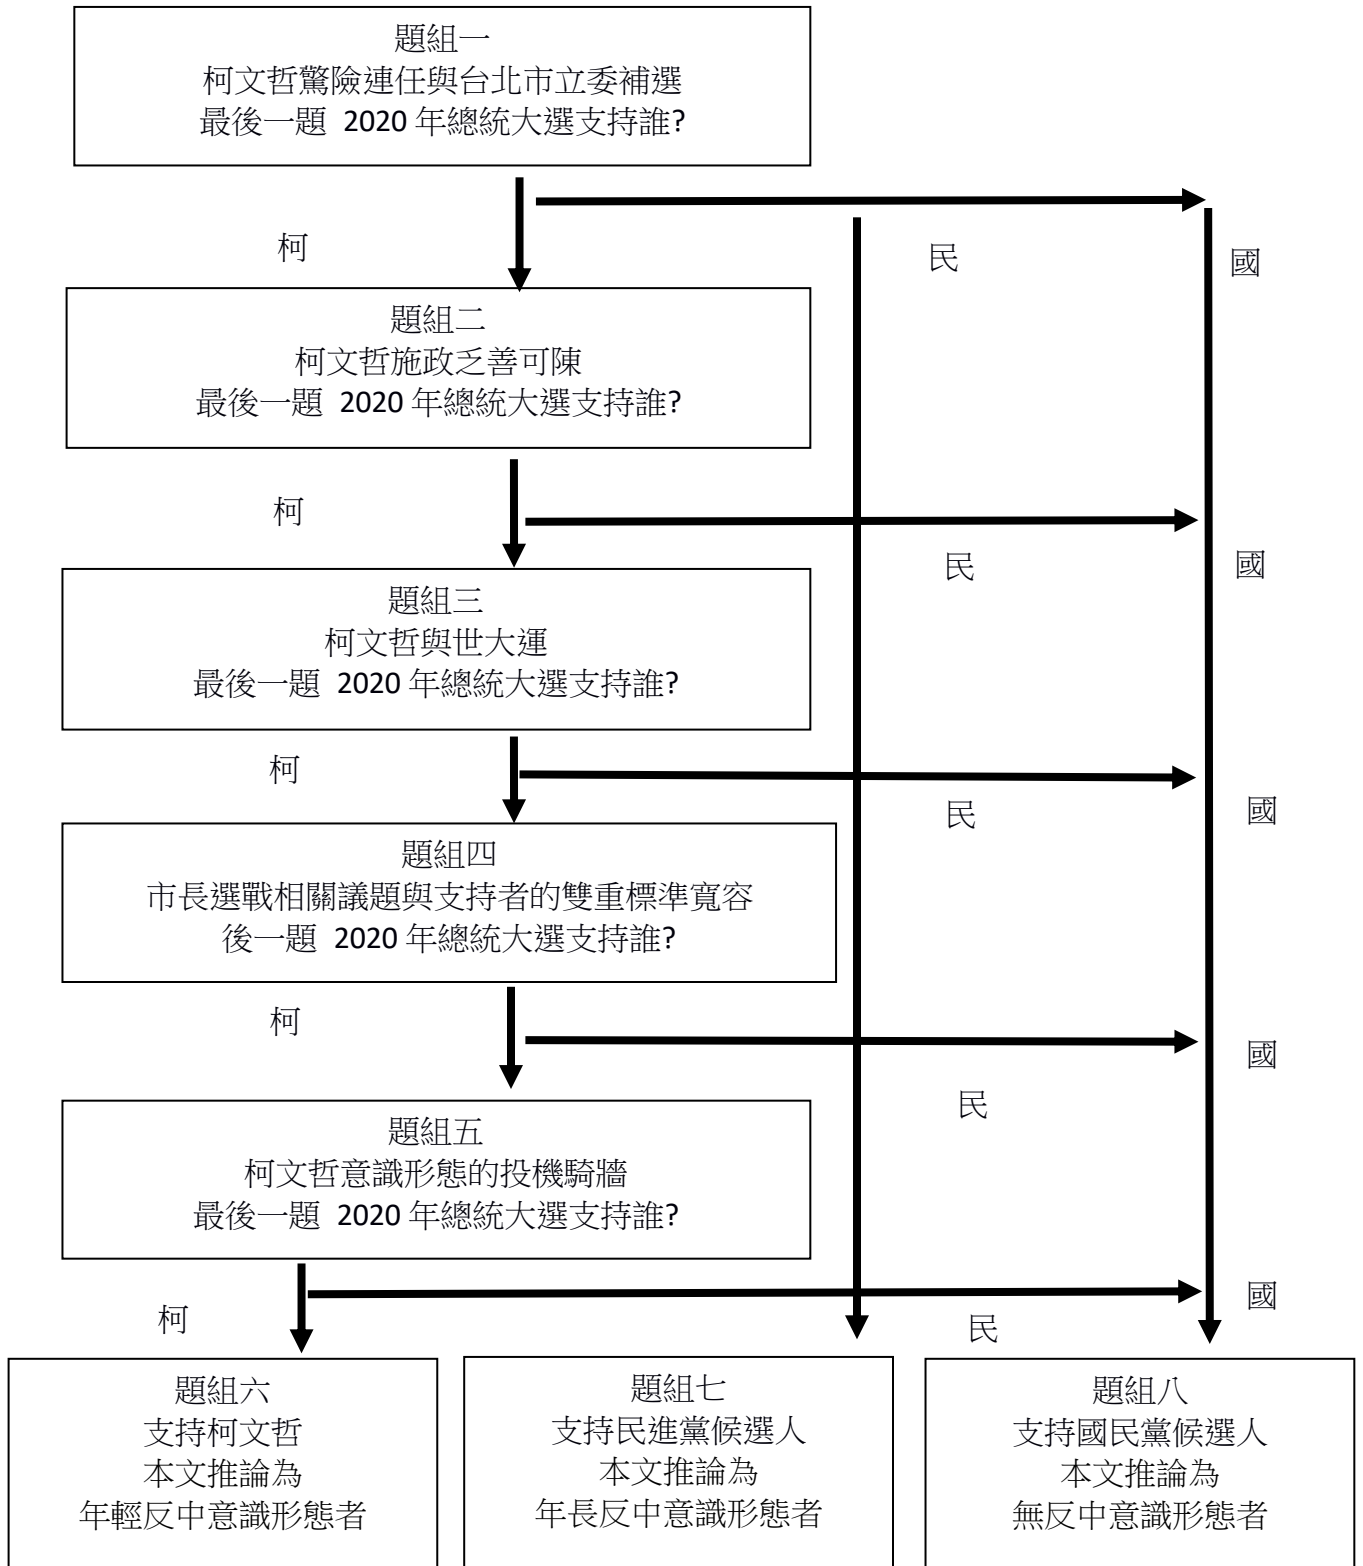 題組一
柯文哲驚險連任與台北市立委補選
最後一題 2020 年總統大選支持誰?
柯
民
國
題組二
柯文哲施政乏善可陳
最後一題 2020 年總統大選支持誰?
柯
民
國
題組三
柯文哲與世大運
最後一題 2020 年總統大選支持誰?
柯
民
國
題組四
市長選戰相關議題與支持者的雙重標準寬容
後一題 2020 年總統大選支持誰?
柯
民
國
題組五
柯文哲意識形態的投機騎牆
最後一題 2020 年總統大選支持誰?
柯
民
國
題組六
支持柯文哲
本文推論為
年輕反中意識形態者
題組七
支持民進黨候選人
本文推論為
年長反中意識形態者
題組八
支持國民黨候選人
本文推論為
無反中意識形態者